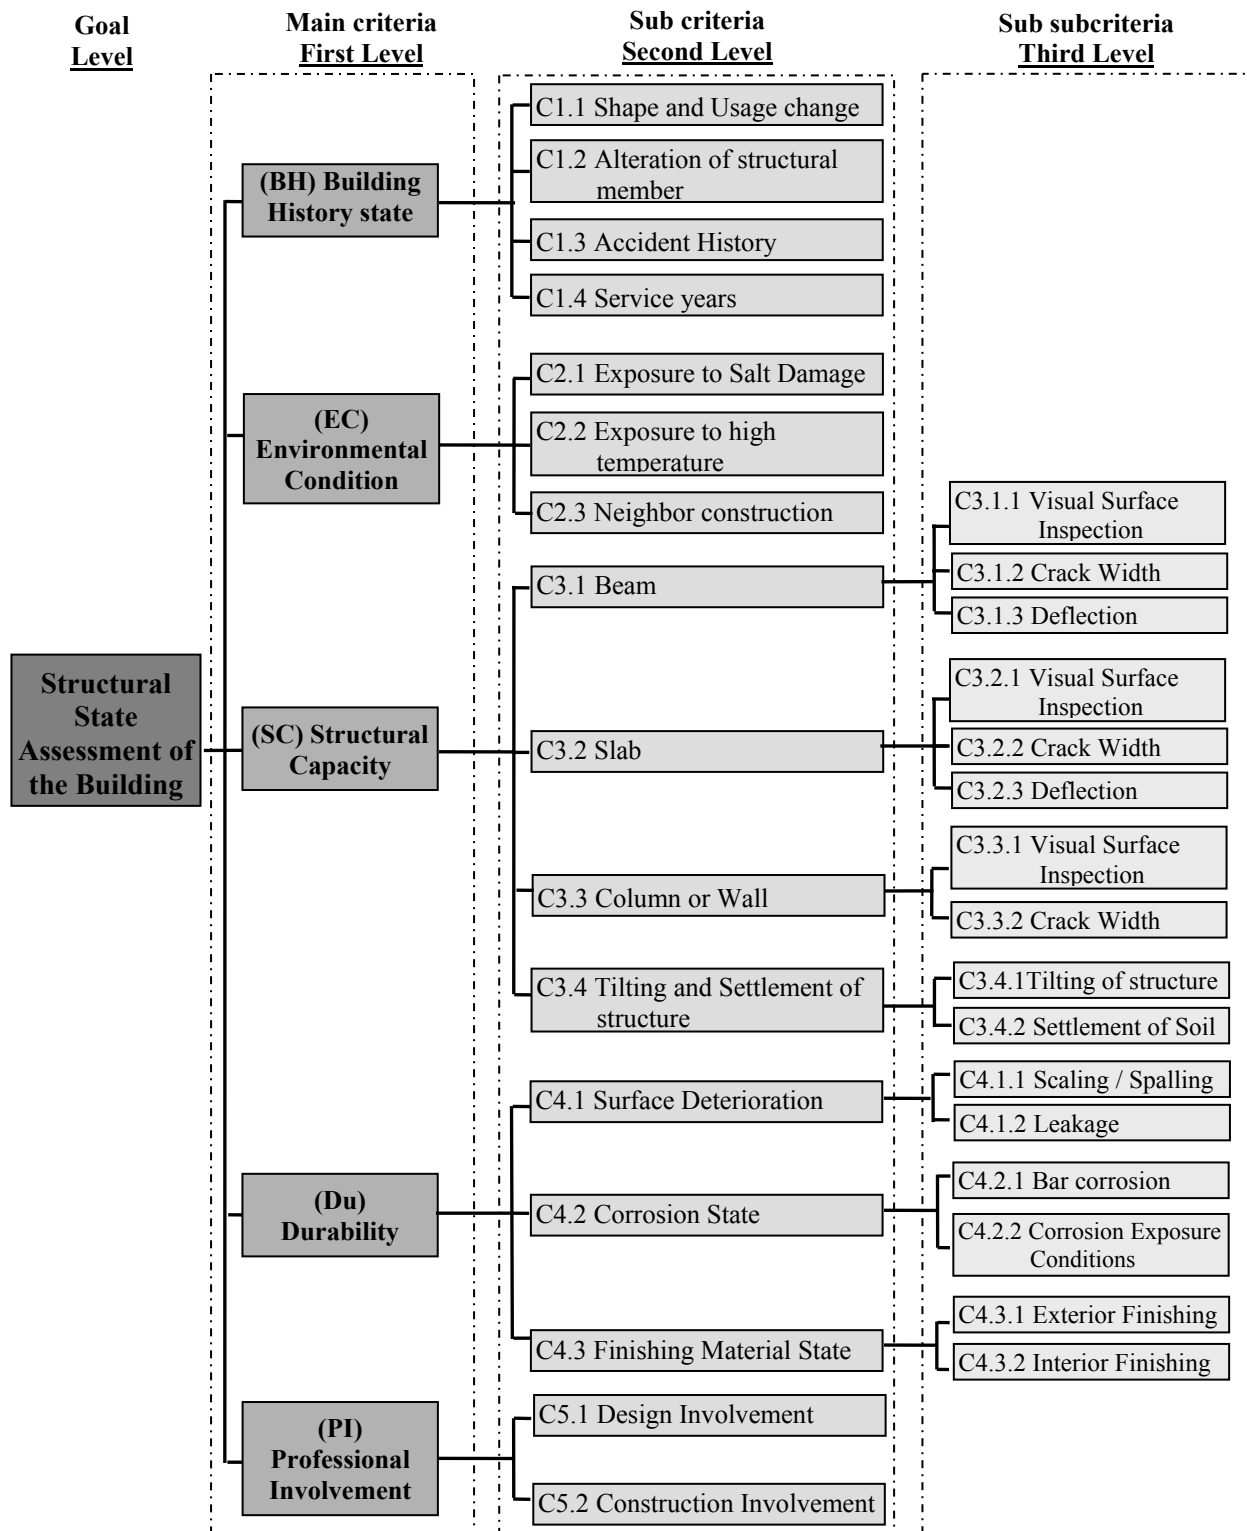 Goal
Level
Main criteria
First Level
Sub criteria
Second Level
Sub subcriteria
Third Level
Structural
State
Assessment of
the Building
(BH) Building
History state
C1.1 Shape and Usage change
C1.2 Alteration of structural
member
C1.3 Accident History
C1.4 Service years
(EC)
Environmental
Condition
C2.1 Exposure to Salt Damage
C2.2 Exposure to high
temperature
C2.3 Neighbor construction
(SC) Structural
Capacity
C3.1 Beam
C3.1.1 Visual Surface
Inspection
C3.1.2 Crack Width
C3.1.3 Deflection
C3.2 Slab
C3.2.1 Visual Surface
Inspection
C3.2.2 Crack Width
C3.2.3 Deflection
C3.3 Column or Wall
C3.3.1 Visual Surface
Inspection
C3.3.2 Crack Width
C3.4 Tilting and Settlement of
structure
C3.4.1Tilting of structure
C3.4.2 Settlement of Soil
(Du)
Durability
C4.1 Surface Deterioration
C4.1.1 Scaling / Spalling
C4.1.2 Leakage
C4.2 Corrosion State
C4.2.1 Bar corrosion
C4.2.2 Corrosion Exposure
Conditions
C4.3 Finishing Material State
C4.3.1 Exterior Finishing
C4.3.2 Interior Finishing
(PI)
Professional
Involvement
C5.1 Design Involvement
C5.2 Construction Involvement